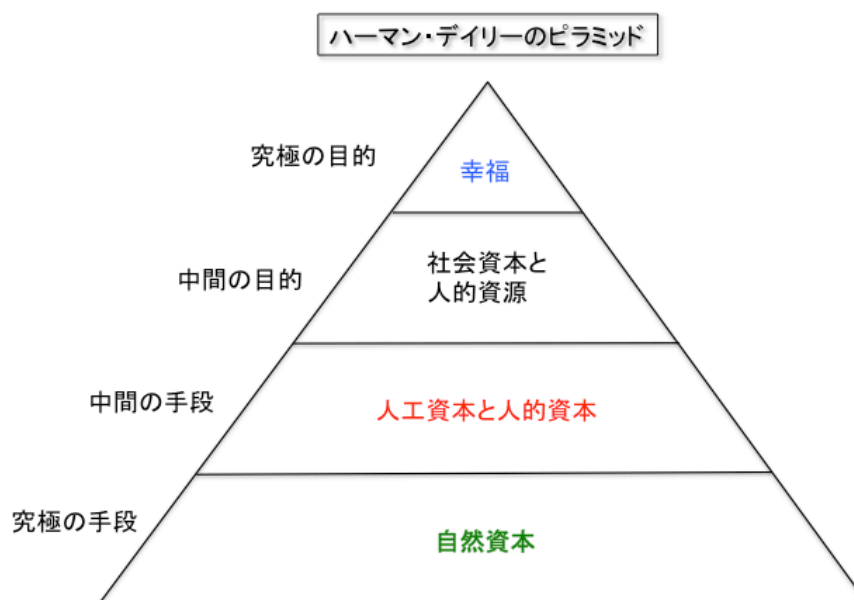 ハーマン・デイリーのピラミッド
究極の目的
幸福
中間の目的
社会資本と
人的資源
中間の手段
人工資本と人的資本
究極の手段
自然資本